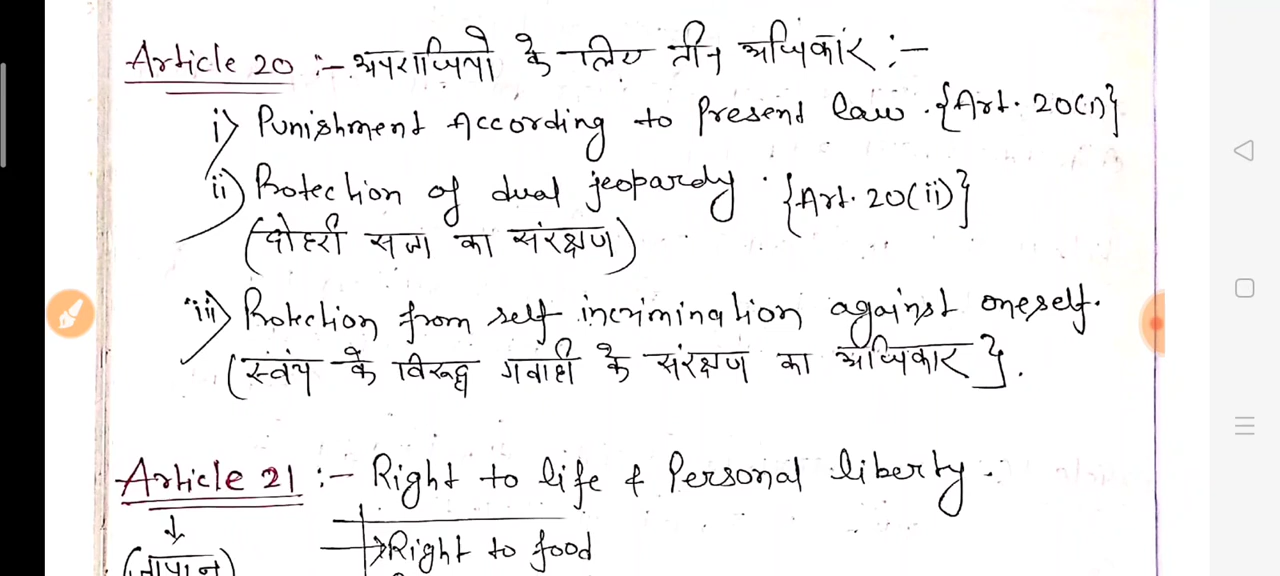 Article 20 :- अपराधियो के लिए तीन अधिकार :-
i) Punishment According to Present law. {Art. 20(i)}
ii) Protection of dual jeopardy. {Art. 20(ii)}
(दोहरी सजा का संरक्षण)
iii) Protection from self incrimination against oneself.
(स्वंय के विरूद्ध गवाही के संरक्षण का अधिकार}.
Article 21 :- Right to life & Personal liberty.
→ Right to food
(जापान)